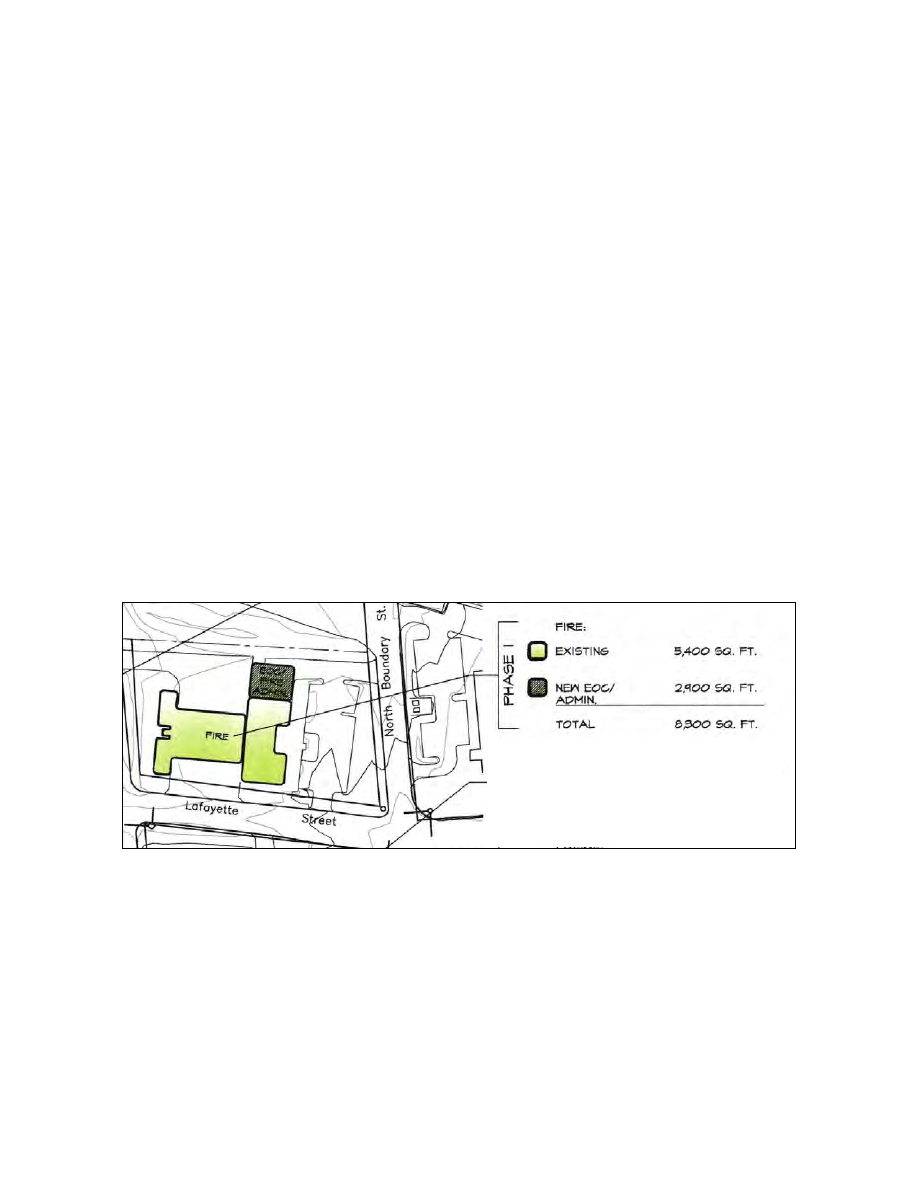 North Boundary St.
FIRE
Lafayette Street
PHASE 1
FIRE:
EXISTING 5,400 SQ. FT.
NEW EOC/ 2,900 SQ. FT.
ADMIN.
TOTAL 8,300 SQ. FT.